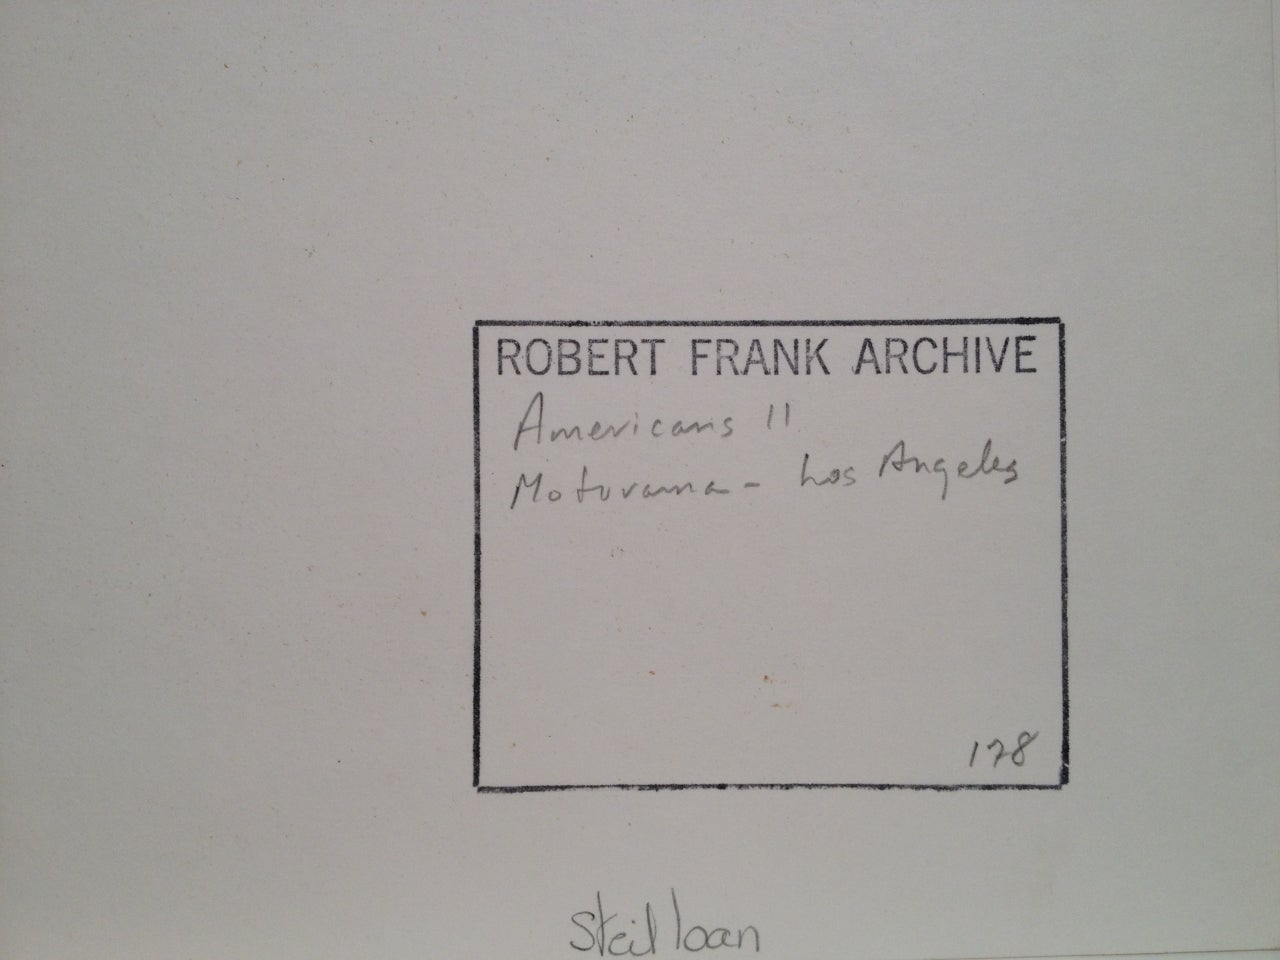 ROBERT FRANK ARCHIVE
Americans 11
Motorama - Los Angeles
178
Steil loan